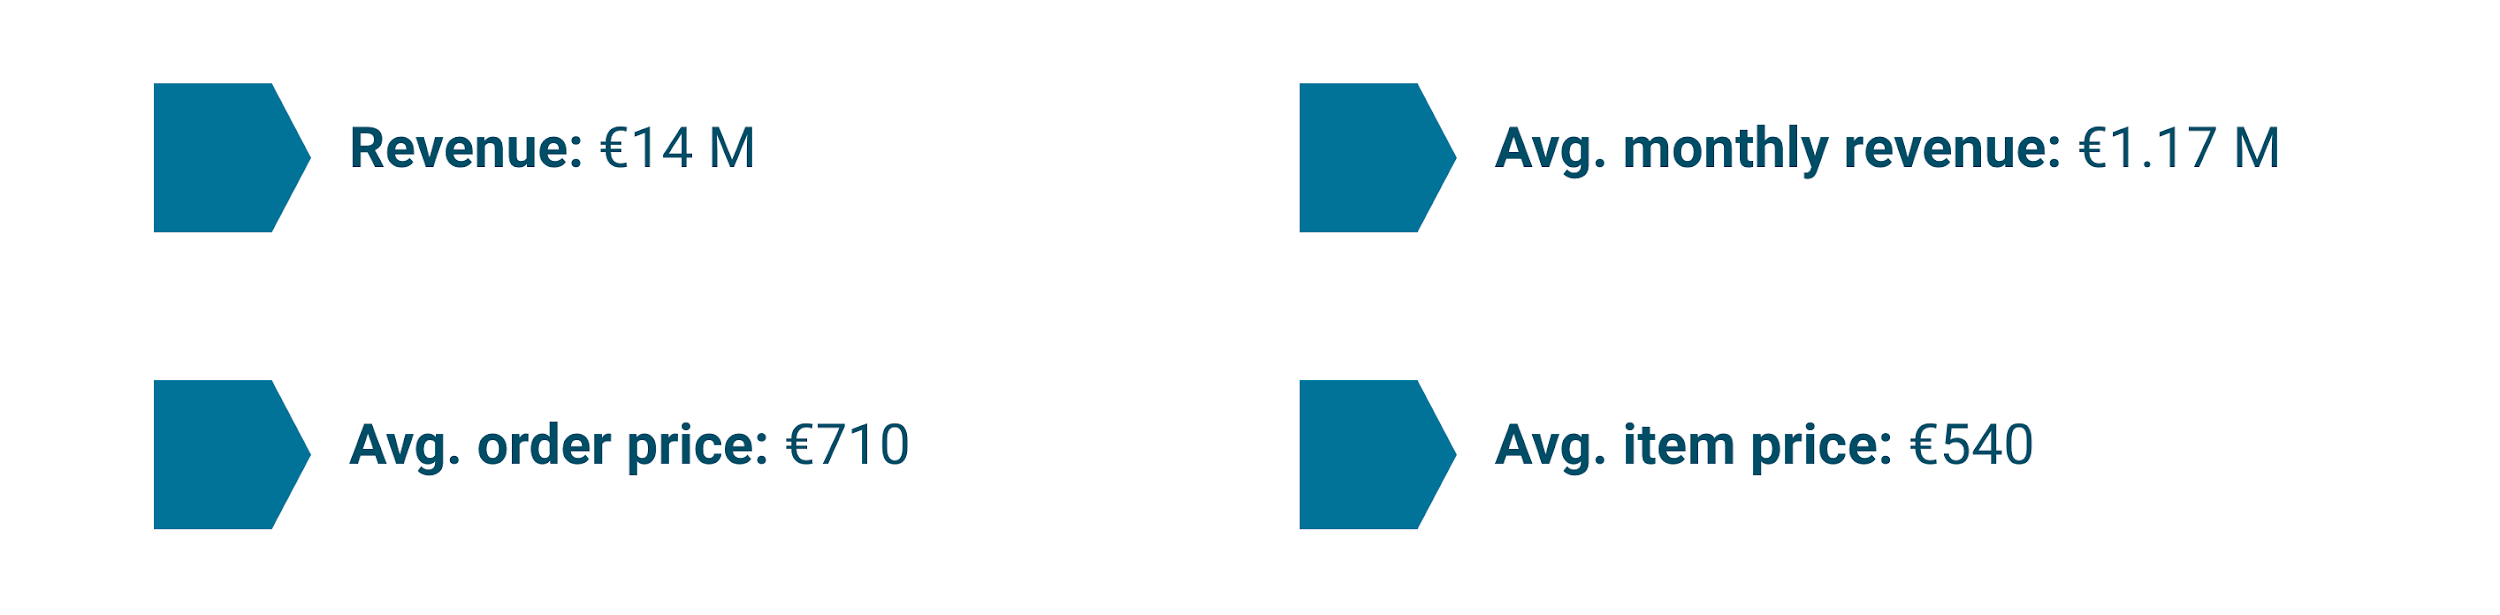 Revenue: €14 M
Avg. monthly revenue: €1.17 M
Avg. order price: €710
Avg. item price: €540